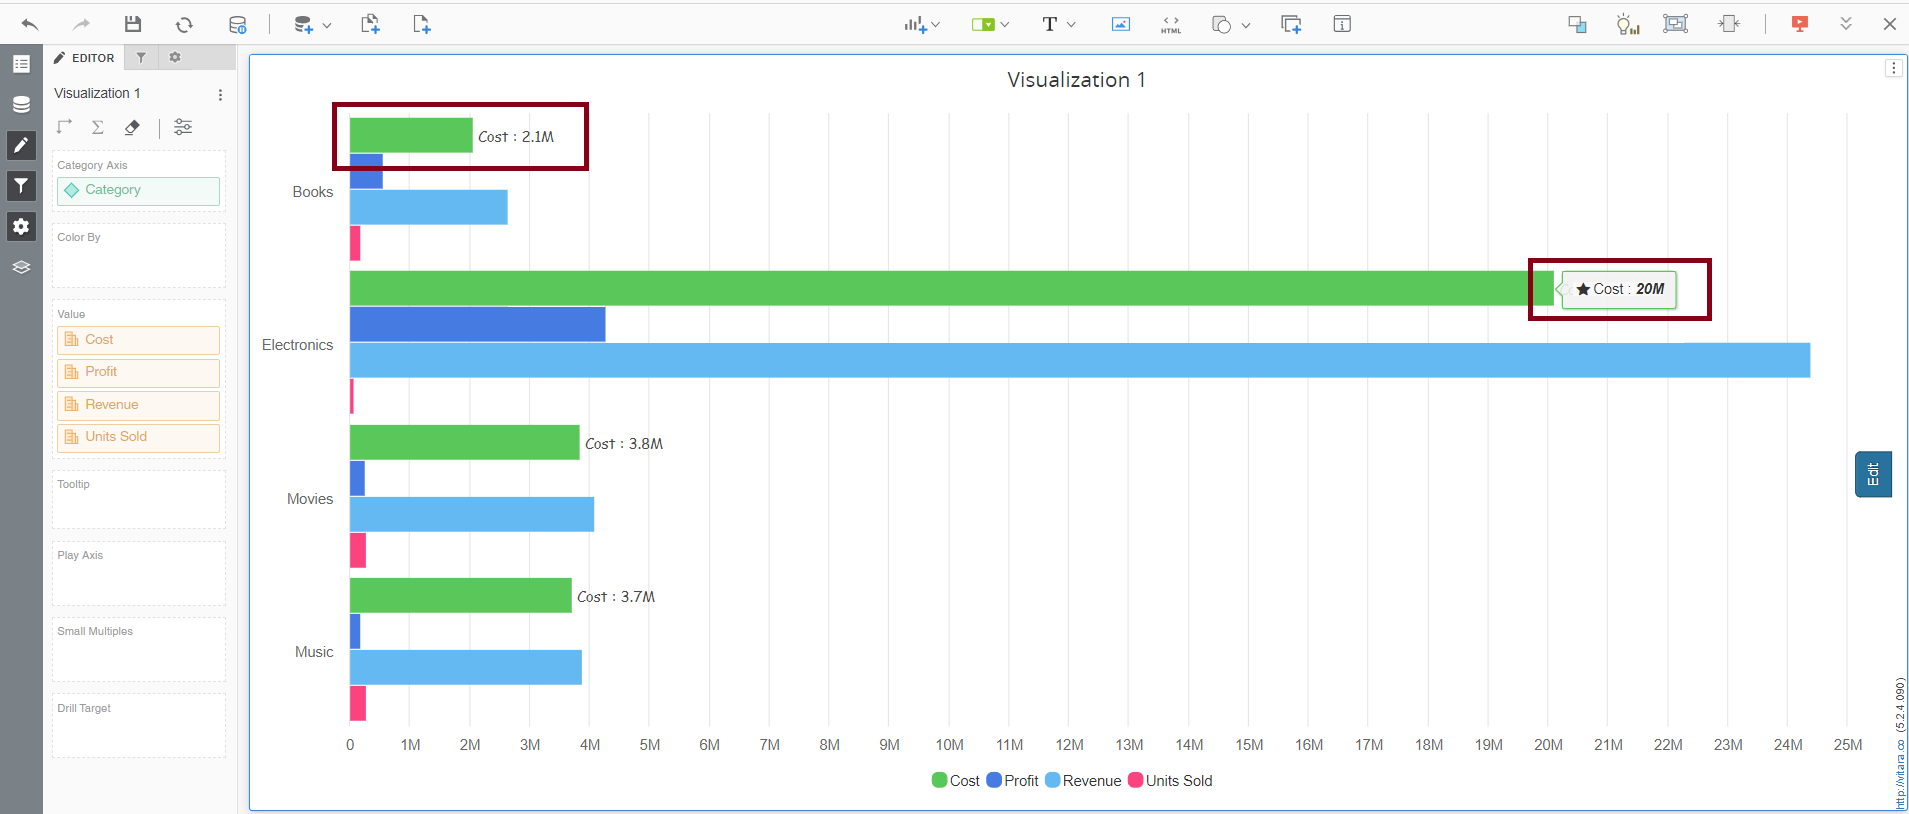 HTML
EDITOR
Visualization 1
Category Axis
Category
Color By
Value
Cost
Profit
Revenue
Units Sold
Tooltip
Play Axis
Small Multiples
Drill Target
Visualization 1
Cost : 2.1M
Books
★ Cost : 20M
Electronics
Cost : 3.8M
Movies
Cost : 3.7M
Music
0 1M 2M 3M 4M 5M 6M 7M 8M 9M 10M 11M 12M 13M 14M 15M 16M 17M 18M 19M 20M 21M 22M 23M 24M 25M
Cost Profit Revenue Units Sold
Edit
http://vitara.co (5.2.4.090)